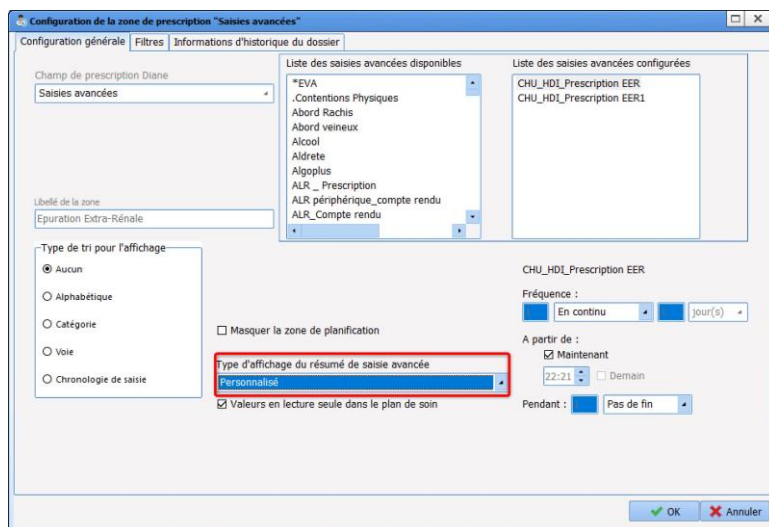 Configuration de la zone de prescription "Saisies avancées"
Configuration générale Filtres Informations d'historique du dossier
Champ de prescription Diane
Saisies avancées
Libellé de la zone
Epuration Extra-Rénale
Liste des saisies avancées disponibles
*EVA
.Contentions Physiques
Abord Rachis
Abord veineux
Alcool
Aldrete
Algoplus
ALR _ Prescription
ALR périphérique_compte rendu
ALR_Compte rendu
Liste des saisies avancées configurées
CHU_HDI_Prescription EER
CHU_HDI_Prescription EER1
Type de tri pour l'affichage
Aucun
Alphabétique
Catégorie
Voie
Chronologie de saisie
Masquer la zone de planification
Type d'affichage du résumé de saisie avancée
Personnalisé
Valeurs en lecture seule dans le plan de soin
CHU_HDI_Prescription EER
Fréquence :
En continu jour(s)
A partir de :
Maintenant
22:21 Demain
Pendant : Pas de fin
OK Annuler